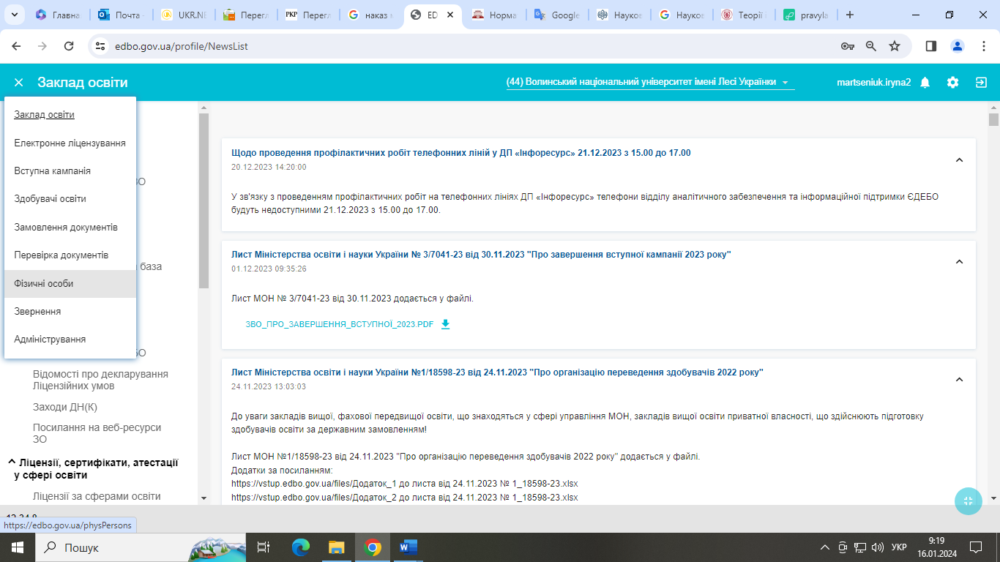 Главна
Почта
UKR.NE
Перегл
РКР
Перегл
наказ м
ED
Норма
Google
Науков
Науков
Теорії і
pravyla
edbo.gov.ua/profile/NewsList
Заклад освіти
(44) Волинський національний університет імені Лесі Українки
martseniuk.iryna2
Заклад освіти
Електронне ліцензування
Вступна кампанія
Здобувачі освіти
Замовлення документів
Перевірка документів
Фізичні особи
Звернення
Адміністрування
ЗО
база
ЗО
Відомості про декларування
Ліцензійних умов
Заходи ДН(К)
Посилання на веб-ресурси
ЗО
Ліцензії, сертифікати, атестації
у сфері освіти
Ліцензії за сферами освіти
Щодо проведення профілактичних робіт телефонних ліній у ДП «Інфоресурс» 21.12.2023 з 15.00 до 17.00
20.12.2023 14:20:00
У зв'язку з проведенням профілактичних робіт на телефонних лініях ДП «Інфоресурс» телефони відділу аналітичного забезпечення та інформаційної підтримки ЄДЕБО
будуть недоступними 21.12.2023 з 15.00 до 17.00.
Лист Міністерства освіти і науки України № 3/7041-23 від 30.11.2023 "Про завершення вступної кампанії 2023 року"
01.12.2023 09:35:26
Лист МОН № 3/7041-23 від 30.11.2023 додається у файлі.
ЗВО_ПРО_ЗАВЕРШЕННЯ_ВСТУПНОЇ_2023.PDF
Лист Міністерства освіти і науки України №1/18598-23 від 24.11.2023 "Про організацію переведення здобувачів 2022 року"
24.11.2023 13:03:03
До уваги закладів вищої, фахової передвищої освіти, що знаходяться у сфері управління МОН, закладів вищої освіти приватної власності, що здійснюють підготовку
здобувачів освіти за державним замовленням!
Лист МОН №1/18598-23 від 24.11.2023 "Про організацію переведення здобувачів 2022 року" додається у файлі.
Додатки за посиланням:
https://vstup.edbo.gov.ua/files/Додаток_1 до листа від 24.11.2023 № 1_18598-23.xlsx
https://vstup.edbo.gov.ua/files/Додаток_2 до листа від 24.11.2023 № 1_18598-23.xlsx
https://edbo.gov.ua/physPersons
Пошук
УКР
9:19
16.01.2024